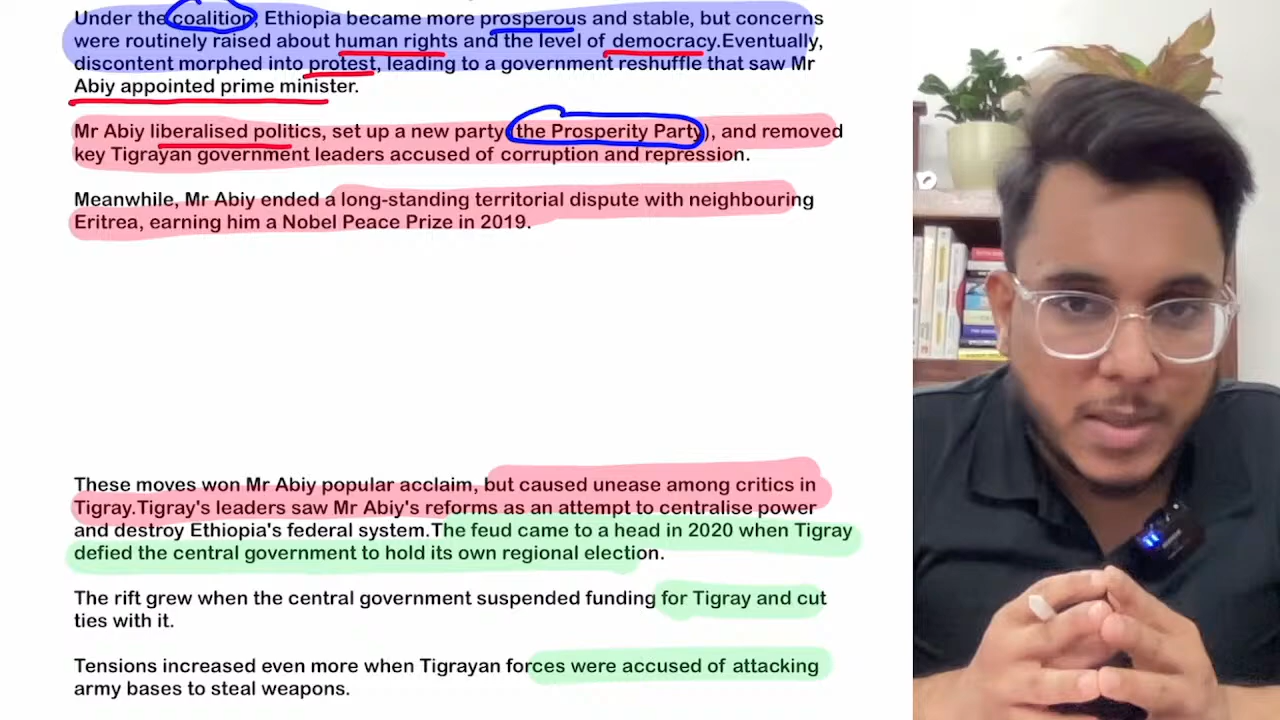 Under the coalition, Ethiopia became more prosperous and stable, but concerns
were routinely raised about human rights and the level of democracy.Eventually,
discontent morphed into protest, leading to a government reshuffle that saw Mr
Abiy appointed prime minister.
Mr Abiy liberalised politics, set up a new party (the Prosperity Party), and removed
key Tigrayan government leaders accused of corruption and repression.
Meanwhile, Mr Abiy ended a long-standing territorial dispute with neighbouring
Eritrea, earning him a Nobel Peace Prize in 2019.
These moves won Mr Abiy popular acclaim, but caused unease among critics in
Tigray.Tigray's leaders saw Mr Abiy's reforms as an attempt to centralise power
and destroy Ethiopia's federal system.The feud came to a head in 2020 when Tigray
defied the central government to hold its own regional election.
The rift grew when the central government suspended funding for Tigray and cut
ties with it.
Tensions increased even more when Tigrayan forces were accused of attacking
army bases to steal weapons.